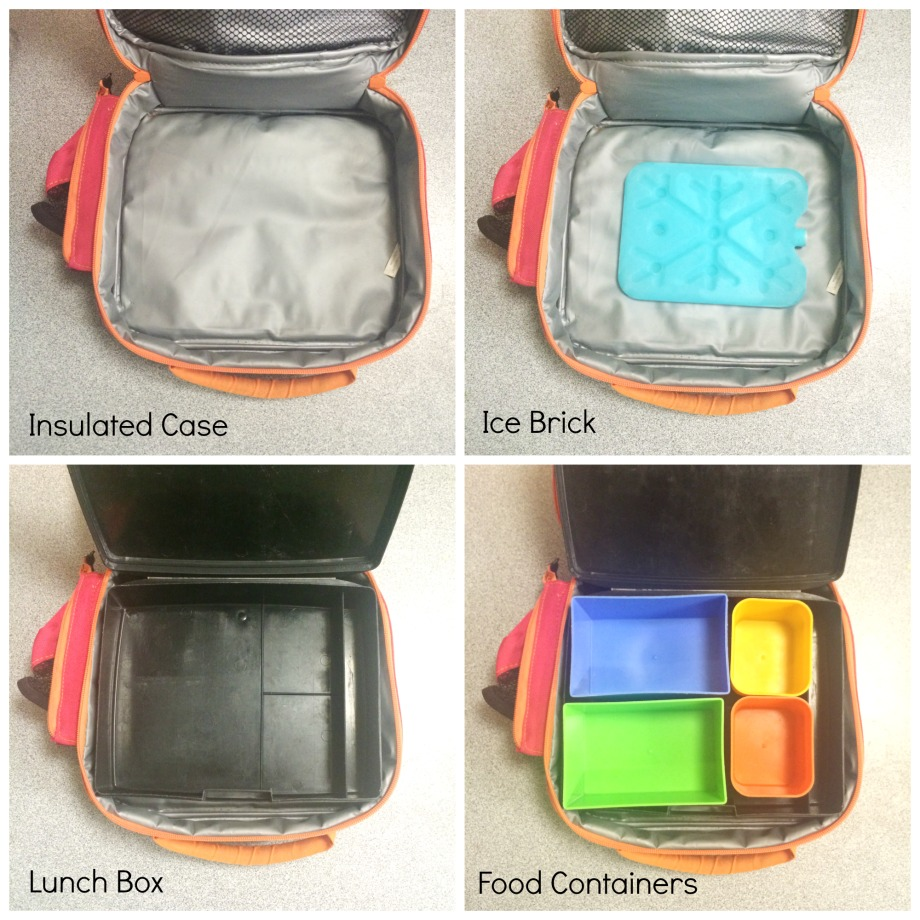 Insulated Case
Ice Brick
Lunch Box
Food Containers